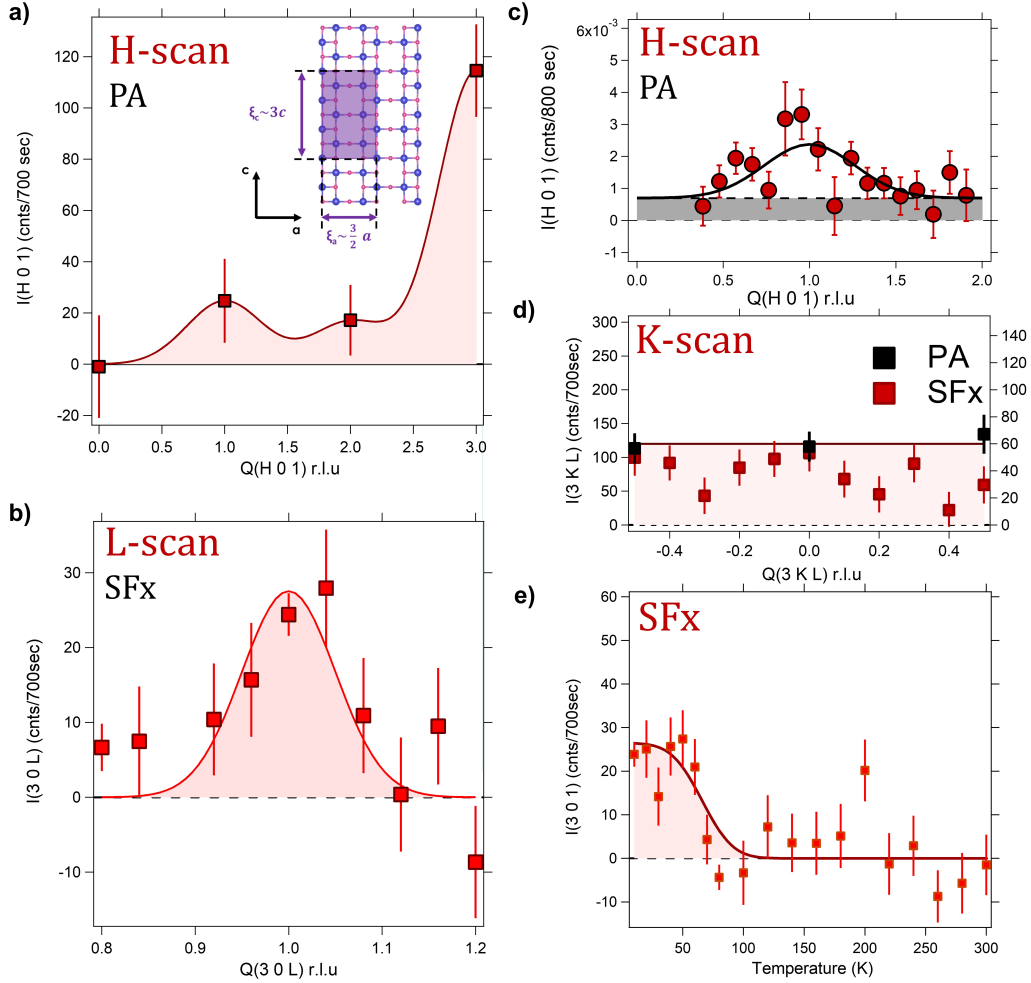 a)
H-scan
PA
ξc~3c
c
a
ξa~3/2 a
120
100
80
60
40
20
0
-20
I(H 0 1) (cnts/700 sec)
0.0 1.0 2.0 3.0
Q(H 0 1) r.l.u
b)
L-scan
SFx
30
20
10
0
-10
I(3 0 L) (cnts/700sec)
0.8 0.9 1.0 1.1 1.2
Q(3 0 L) r.l.u
c)
H-scan
PA
6x10⁻³
5
4
3
2
1
0
-1
I(H 0 1) (cnts/800 sec)
0.0 0.5 1.0 1.5 2.0
Q(H 0 1) r.l.u
d)
K-scan
PA
SFx
300
250
200
150
100
50
0
I(3 K L) (cnts/700sec)
140
120
100
80
60
40
20
0
-0.4 -0.2 0.0 0.2 0.4
Q(3 K L) r.l.u
e)
SFx
60
50
40
30
20
10
0
-10
I(3 0 1) (cnts/700sec)
50 100 150 200 250 300
Temperature (K)